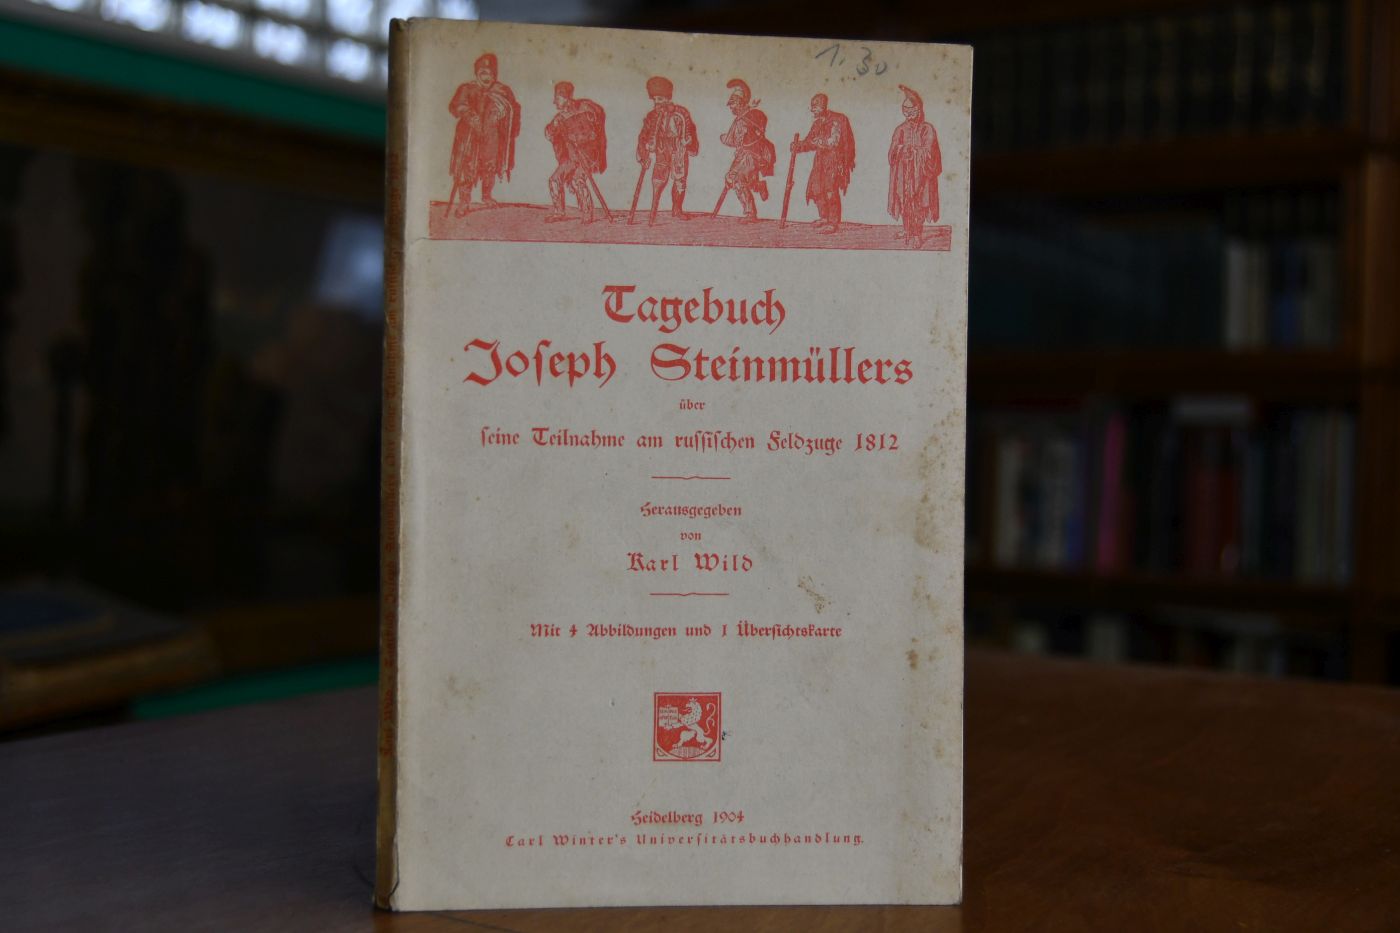 1.30
Tagebuch
Joseph Steinmüllers
über
seine Teilnahme am russischen Feldzuge 1812
Herausgegeben
von
Karl Wild
Mit 4 Abbildungen und 1 Übersichtskarte
Heidelberg 1904
Carl Winter's Universitätsbuchhandlung.